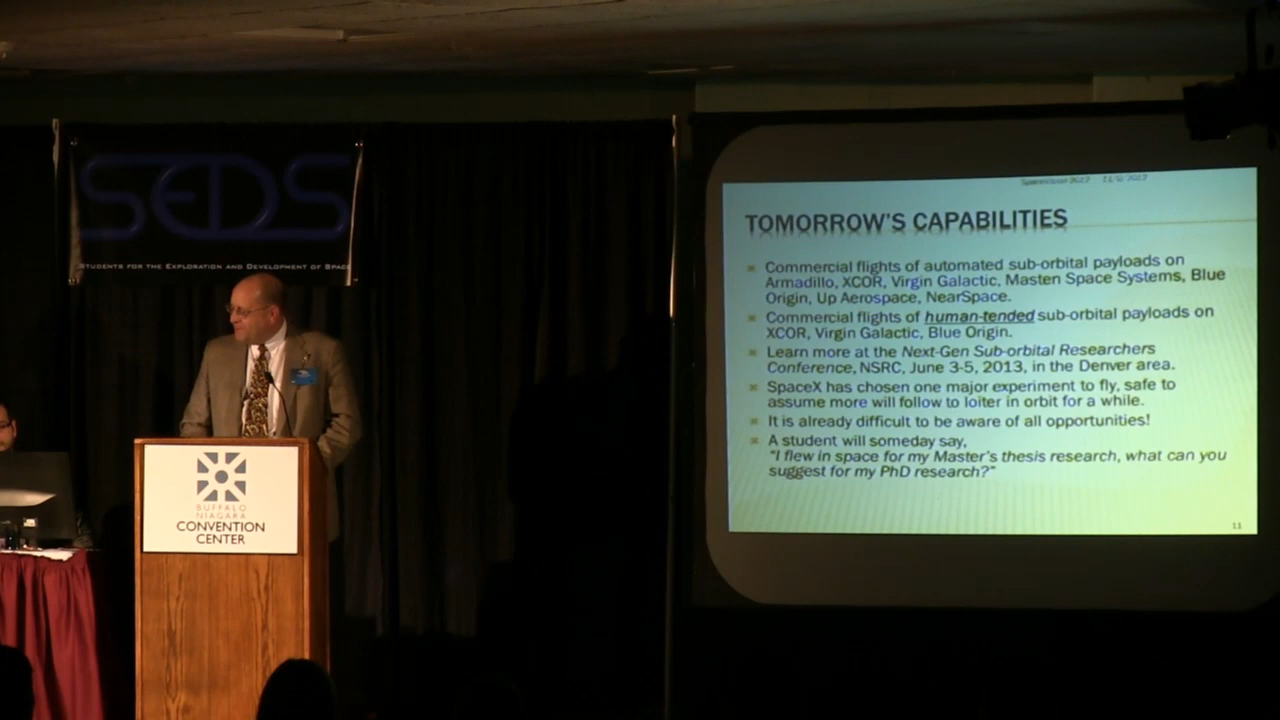 SEDS
STUDENTS FOR THE EXPLORATION AND DEVELOPMENT OF SPACE
BUFFALO
NIAGARA
CONVENTION
CENTER
TOMORROW'S CAPABILITIES
Commercial flights of automated sub-orbital payloads on
Armadillo, XCOR, Virgin Galactic, Masten Space Systems, Blue
Origin, Up Aerospace, NearSpace.
Commercial flights of human-tended sub-orbital payloads on
XCOR, Virgin Galactic, Blue Origin.
Learn more at the Next-Gen Sub-orbital Researchers
Conference, NSRC, June 3-5, 2013, in the Denver area.
SpaceX has chosen one major experiment to fly, safe to
assume more will follow to loiter in orbit for a while.
It is already difficult to be aware of all opportunities!
A student will someday say,
"I flew in space for my Master's thesis research, what can you
suggest for my PhD research?"
11